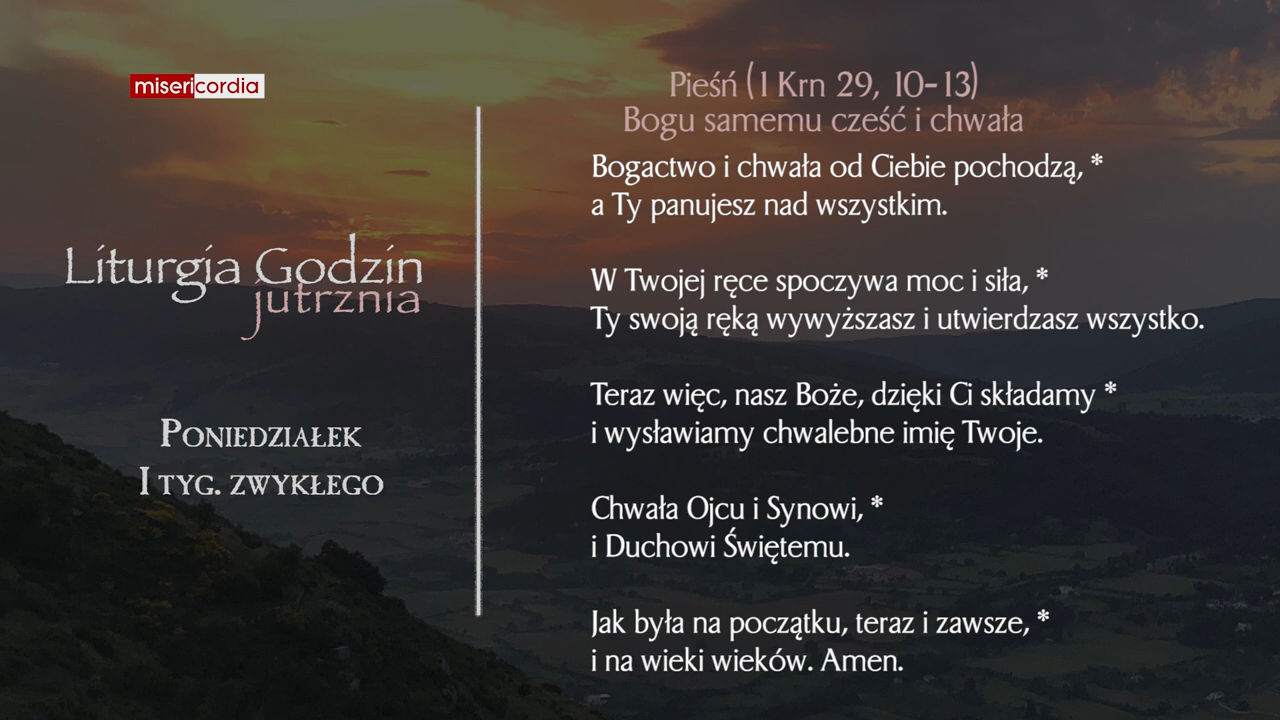 misericordia
Liturgia Godzin
jutrznia
Poniedziałek
I tyg. zwykłego
Pieśń (1 Krn 29, 10-13)
Bogu samemu cześć i chwała
Bogactwo i chwała od Ciebie pochodzą, *
a Ty panujesz nad wszystkim.
W Twojej ręce spoczywa moc i siła, *
Ty swoją ręką wywyższasz i utwierdzasz wszystko.
Teraz więc, nasz Boże, dzięki Ci składamy *
i wysławiamy chwalebne imię Twoje.
Chwała Ojcu i Synowi, *
i Duchowi Świętemu.
Jak była na początku, teraz i zawsze, *
i na wieki wieków. Amen.